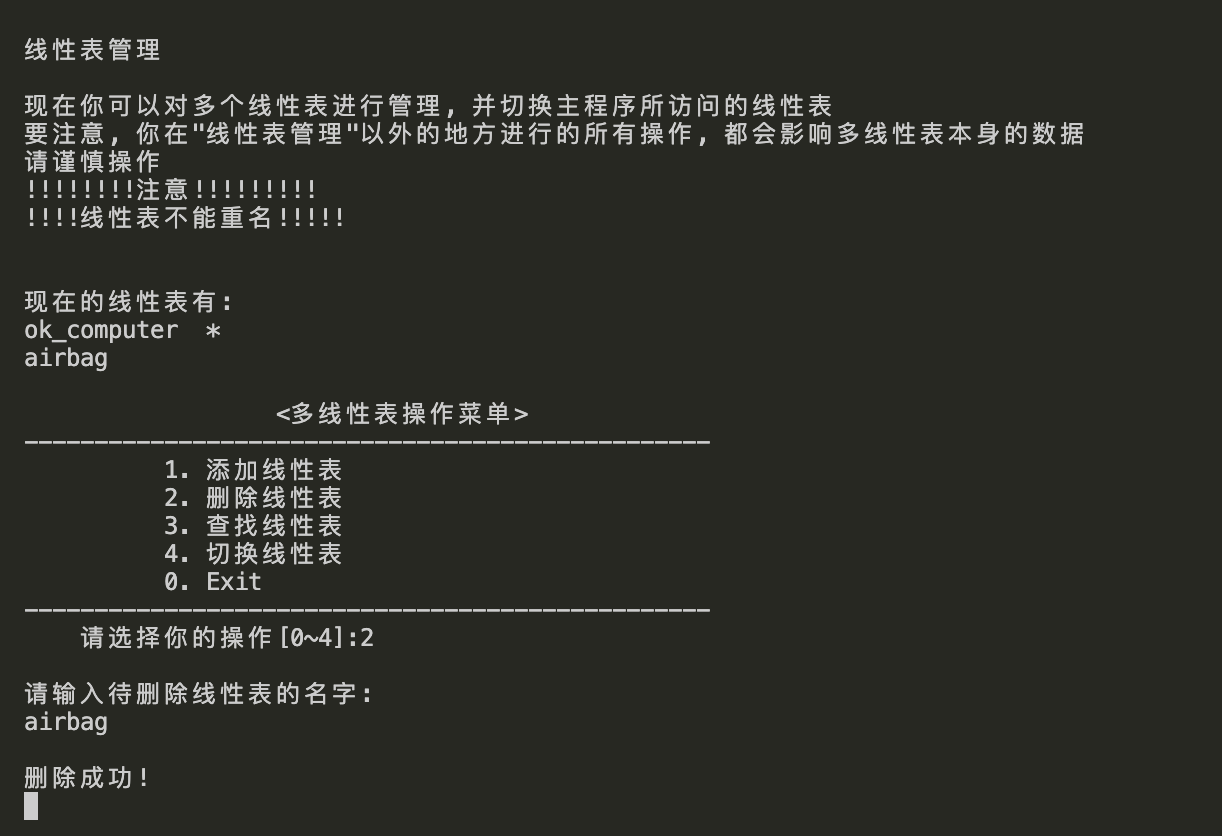 线性表管理
现在你可以对多个线性表进行管理, 并切换主程序所访问的线性表
要注意, 你在"线性表管理"以外的地方进行的所有操作, 都会影响多线性表本身的数据
请谨慎操作
!!!!!!!!注意!!!!!!!!!
!!!!线性表不能重名!!!!!
现在的线性表有:
ok_computer  *
airbag
<多线性表操作菜单>
-------------------------------------------------
1. 添加线性表
2. 删除线性表
3. 查找线性表
4. 切换线性表
0. Exit
-------------------------------------------------
请选择你的操作[0~4]:2
请输入待删除线性表的名字:
airbag
删除成功!